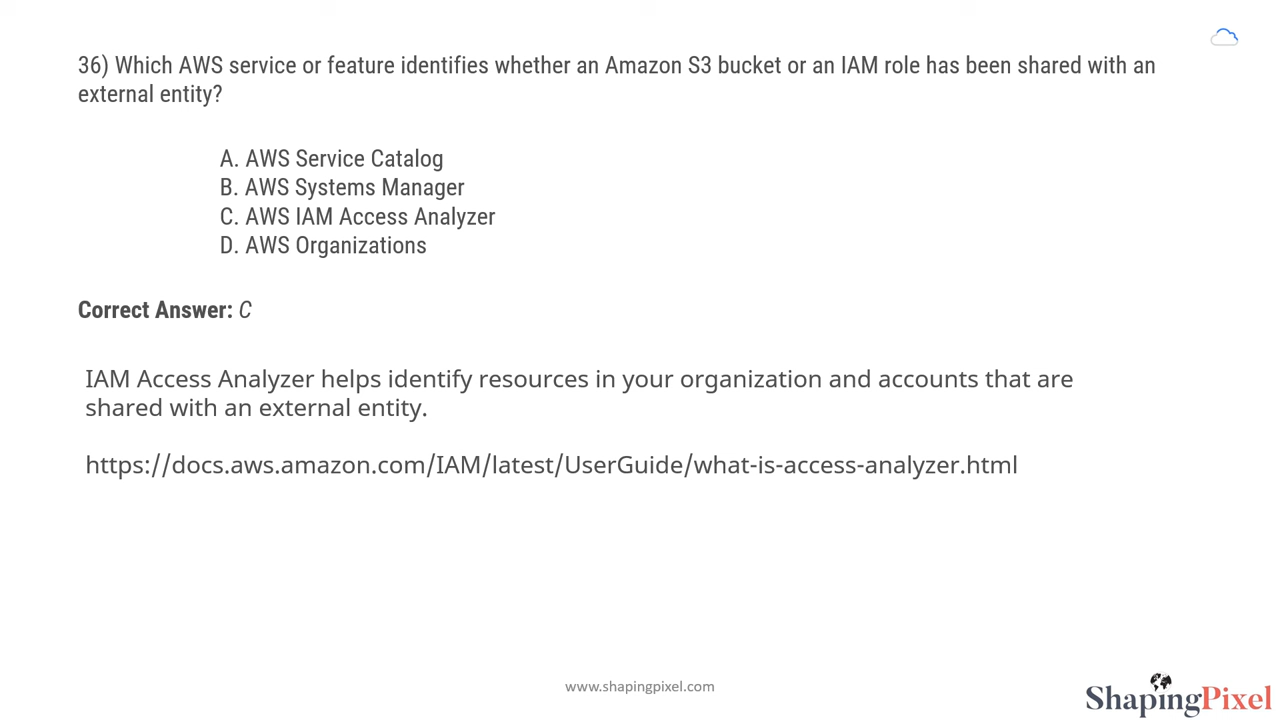 36) Which AWS service or feature identifies whether an Amazon S3 bucket or an IAM role has been shared with an
external entity?
A. AWS Service Catalog
B. AWS Systems Manager
C. AWS IAM Access Analyzer
D. AWS Organizations
Correct Answer: C
IAM Access Analyzer helps identify resources in your organization and accounts that are
shared with an external entity.
https://docs.aws.amazon.com/IAM/latest/UserGuide/what-is-access-analyzer.html
www.shapingpixel.com
ShapingPixel